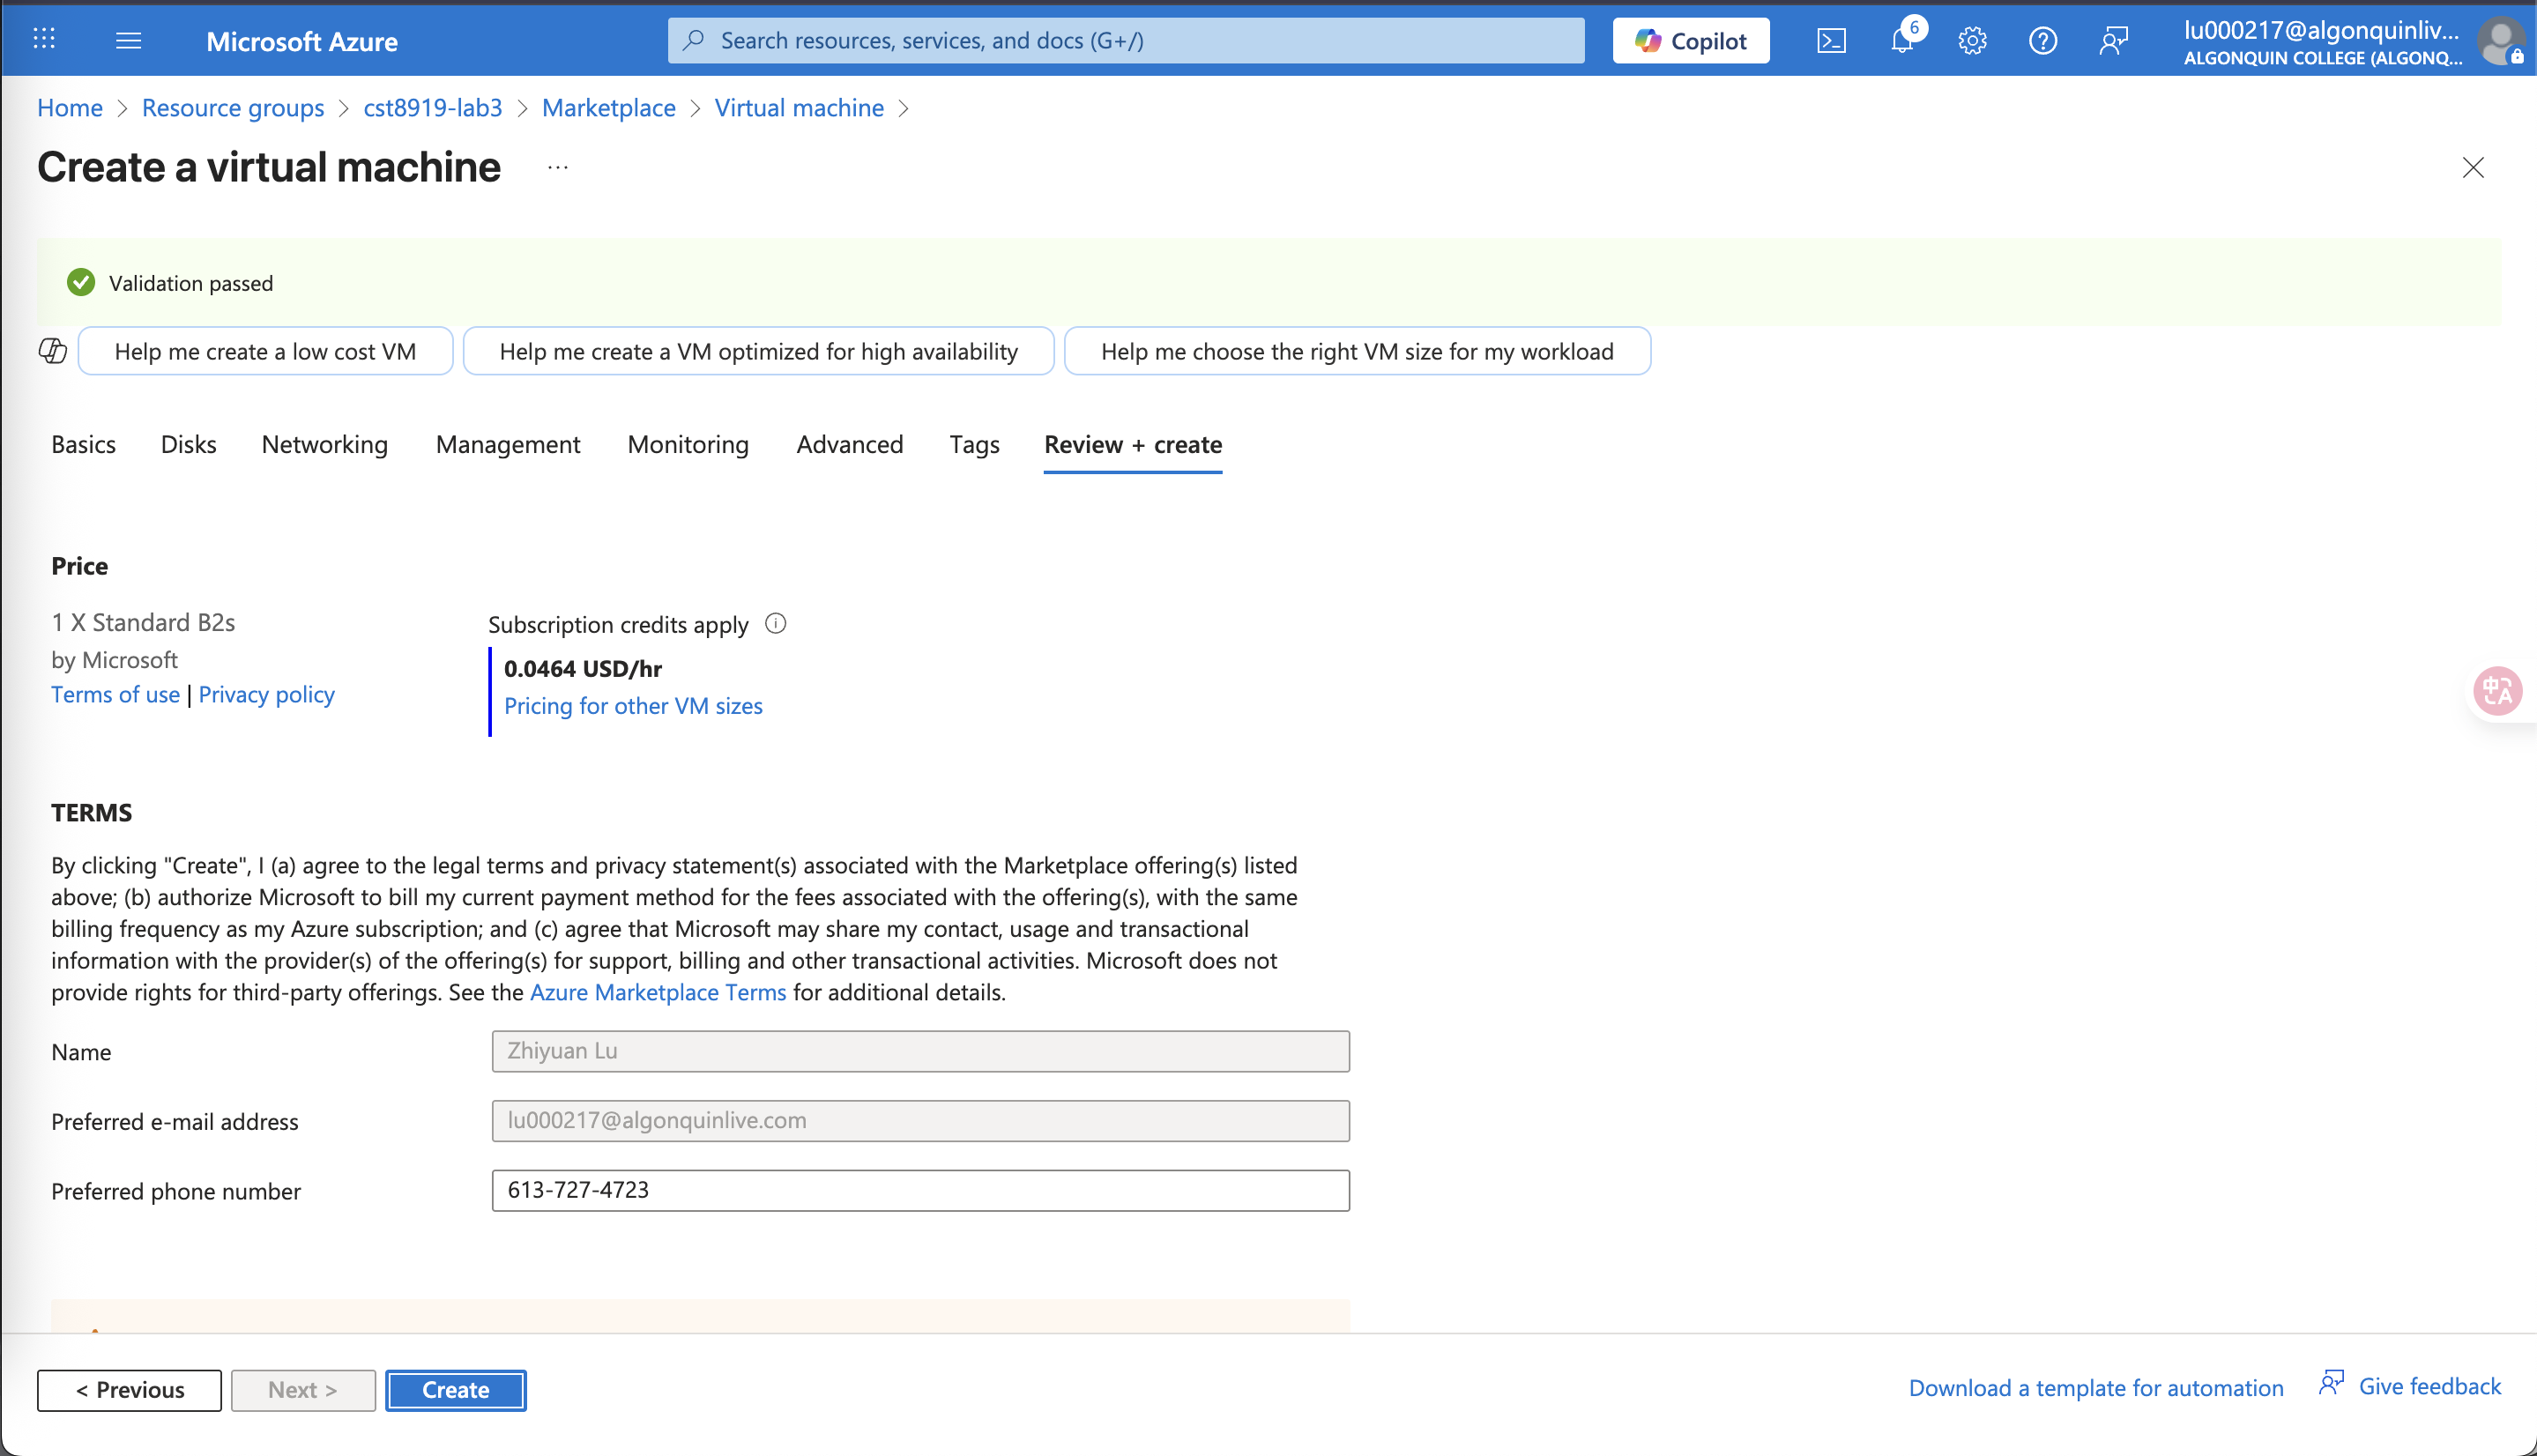 Microsoft Azure
Search resources, services, and docs (G+/)
Copilot
6
lu000217@algonquinliv...
ALGONQUIN COLLEGE (ALGONQ...
Home > Resource groups > cst8919-lab3 > Marketplace > Virtual machine >
Create a virtual machine ...
Validation passed
Help me create a low cost VM
Help me create a VM optimized for high availability
Help me choose the right VM size for my workload
Basics Disks Networking Management Monitoring Advanced Tags Review + create
Price
1 X Standard B2s
by Microsoft
Terms of use | Privacy policy
Subscription credits apply
0.0464 USD/hr
Pricing for other VM sizes
中A
TERMS
By clicking "Create", I (a) agree to the legal terms and privacy statement(s) associated with the Marketplace offering(s) listed
above; (b) authorize Microsoft to bill my current payment method for the fees associated with the offering(s), with the same
billing frequency as my Azure subscription; and (c) agree that Microsoft may share my contact, usage and transactional
information with the provider(s) of the offering(s) for support, billing and other transactional activities. Microsoft does not
provide rights for third-party offerings. See the Azure Marketplace Terms for additional details.
Name
Zhiyuan Lu
Preferred e-mail address
lu000217@algonquinlive.com
Preferred phone number
613-727-4723
< Previous
Next >
Create
Download a template for automation
Give feedback